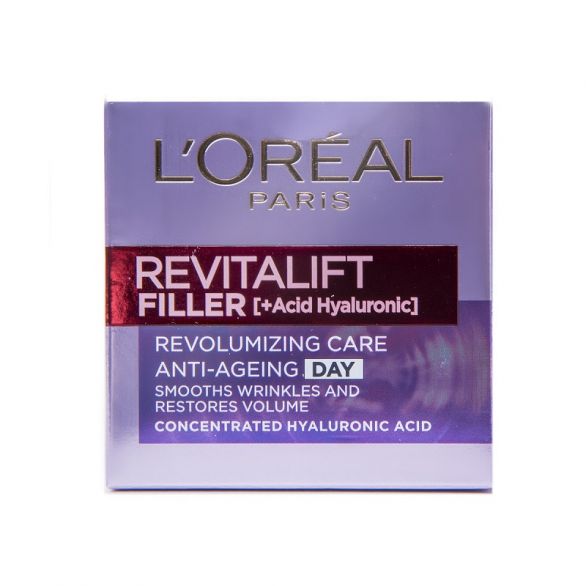 L'ORÉAL
PARiS
REVITALIFT
FILLER [+Acid Hyaluronic]
REVOLUMIZING CARE
ANTI-AGEING DAY
SMOOTHS WRINKLES AND
RESTORES VOLUME
CONCENTRATED HYALURONIC ACID